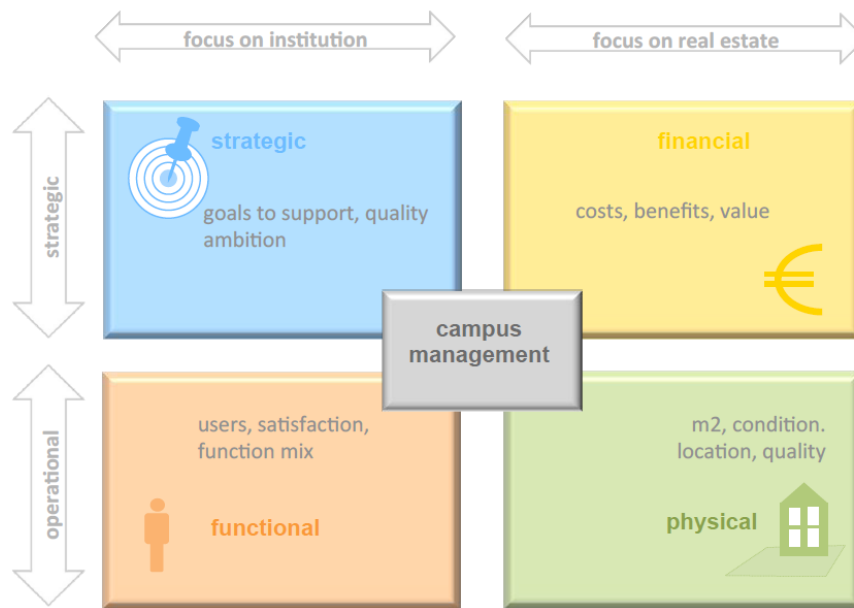 focus on institution
focus on real estate
strategic
strategic
goals to support, quality
ambition
financial
costs, benefits, value
campus
management
operational
users, satisfaction,
function mix
functional
m2, condition.
location, quality
physical